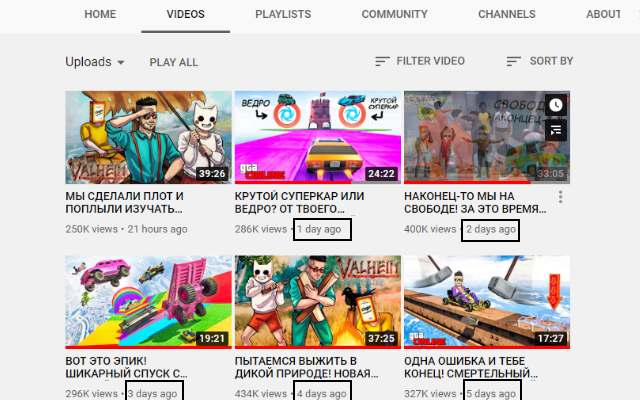 HOME VIDEOS PLAYLISTS COMMUNITY CHANNELS ABOUT
Uploads PLAY ALL FILTER VIDEO SORT BY
VALHEIM
39:26
ВЕДРО КРУТОЙ СУПЕРКАР
gta ONLINE
24:22
СВОБОД
НАКОНЕЦ-
33:05
МЫ СДЕЛАЛИ ПЛОТ И
ПОПЛЫЛИ ИЗУЧАТЬ...
250K views • 21 hours ago
КРУТОЙ СУПЕРКАР ИЛИ
ВЕДРО? ОТ ТВОЕГО...
286K views • 1 day ago
НАКОНЕЦ-ТО МЫ НА
СВОБОДЕ! ЗА ЭТО ВРЕМЯ...
400K views • 2 days ago
19:21
VALHEIM
37:25
gta ONLINE
17:27
ВОТ ЭТО ЭПИК!
ШИКАРНЫЙ СПУСК С...
296K views • 3 days ago
ПЫТАЕМСЯ ВЫЖИТЬ В
ДИКОЙ ПРИРОДЕ! НОВАЯ...
434K views • 4 days ago
ОДНА ОШИБКА И ТЕБЕ
КОНЕЦ! СМЕРТЕЛЬНЫЙ...
327K views • 5 days ago